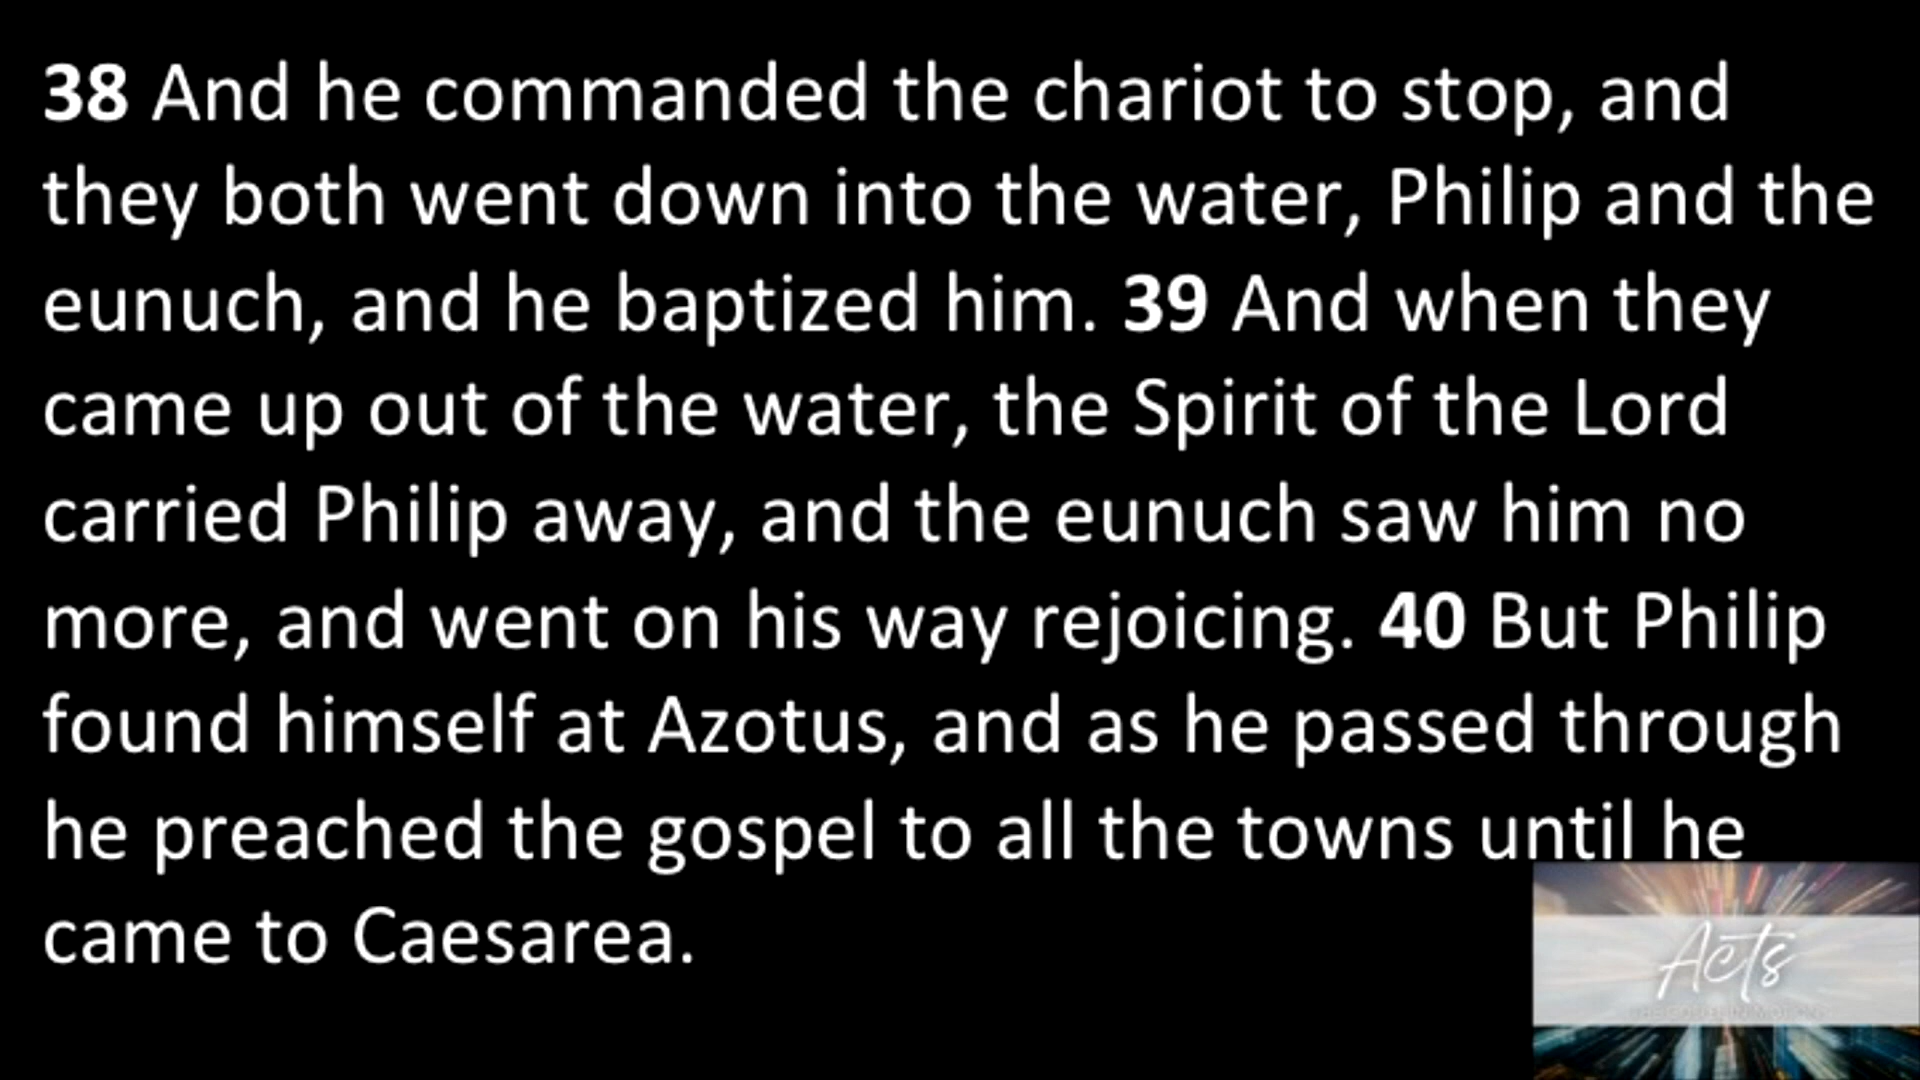 38 And he commanded the chariot to stop, and
they both went down into the water, Philip and the
eunuch, and he baptized him. 39 And when they
came up out of the water, the Spirit of the Lord
carried Philip away, and the eunuch saw him no
more, and went on his way rejoicing. 40 But Philip
found himself at Azotus, and as he passed through
he preached the gospel to all the towns until he
came to Caesarea.
Acts